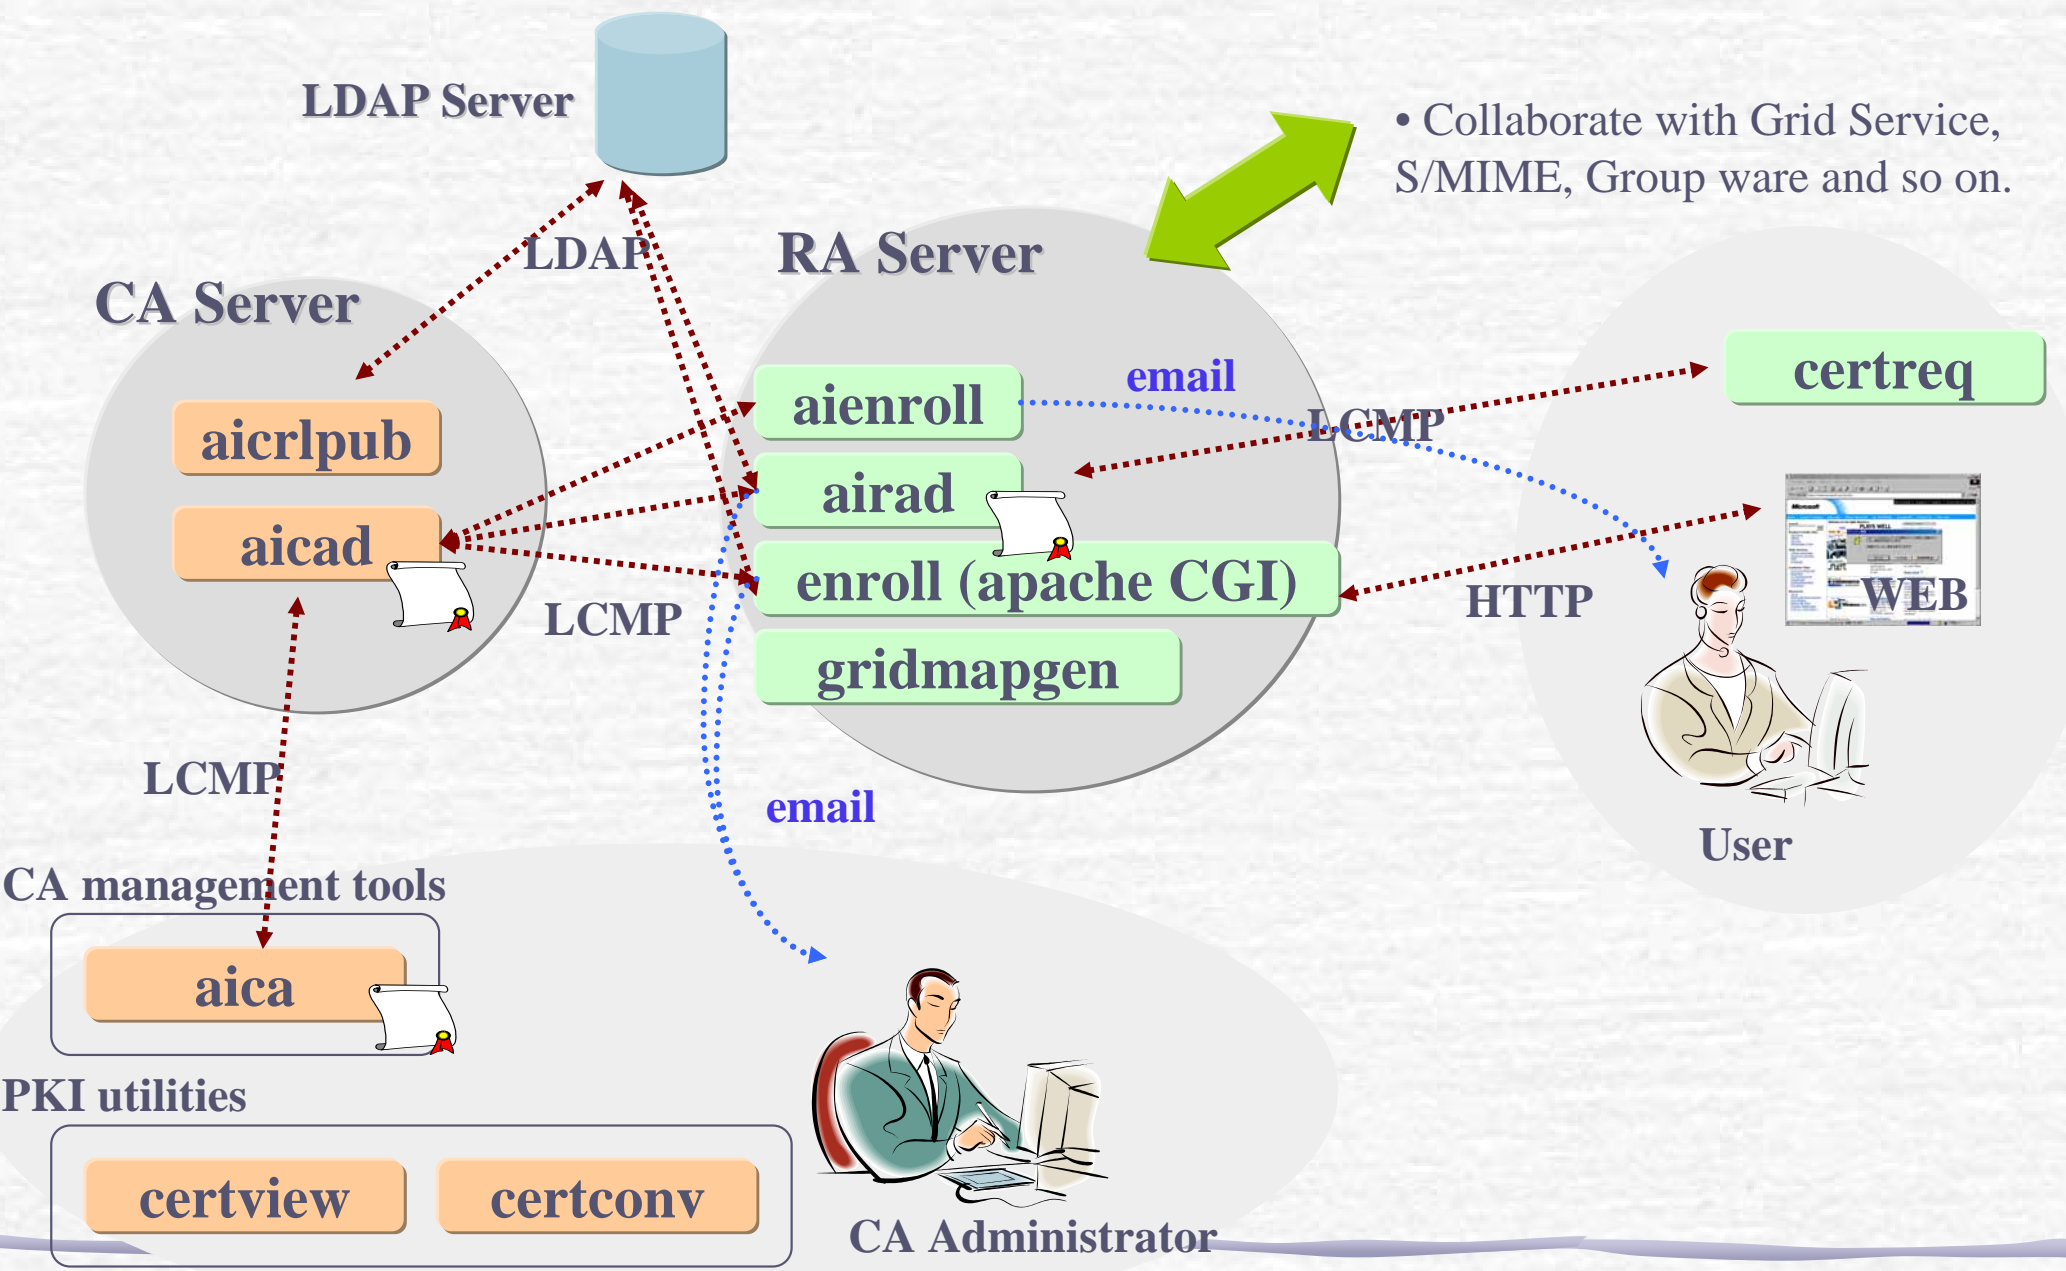 LDAP Server
• Collaborate with Grid Service,
S/MIME, Group ware and so on.
LDAP
RA Server
CA Server
certreq
aienroll
email
LCMP
aicrlpub
airad
aicad
enroll (apache CGI)
LCMP
HTTP
Microsoft
WEB
gridmapgen
LCMP
email
User
CA management tools
aica
PKI utilities
certview
certconv
CA Administrator